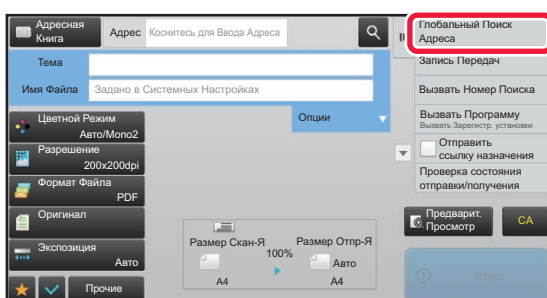 Адресная
Книга
Адрес
Коснитесь для Ввода Адреса
Тема
Имя Файла
Задано в Системных Настройках
Опции
Цветной Режим
Авто/Mono2
Разрешение
200x200dpi
Формат Файла
PDF
Оригинал
Экспозиция
Авто
Прочие
Размер Скан-Я
A4
100%
Размер Отпр-Я
Авто
A4
Глобальный Поиск
Адреса
Запись Передач
Вызвать Номер Поиска
Вызвать Программу
Вызвать Зарегистр. установки
Отправить
ссылку назначения
Проверка состояния
отправки/получения
Предварит.
Просмотр
CA
Старт